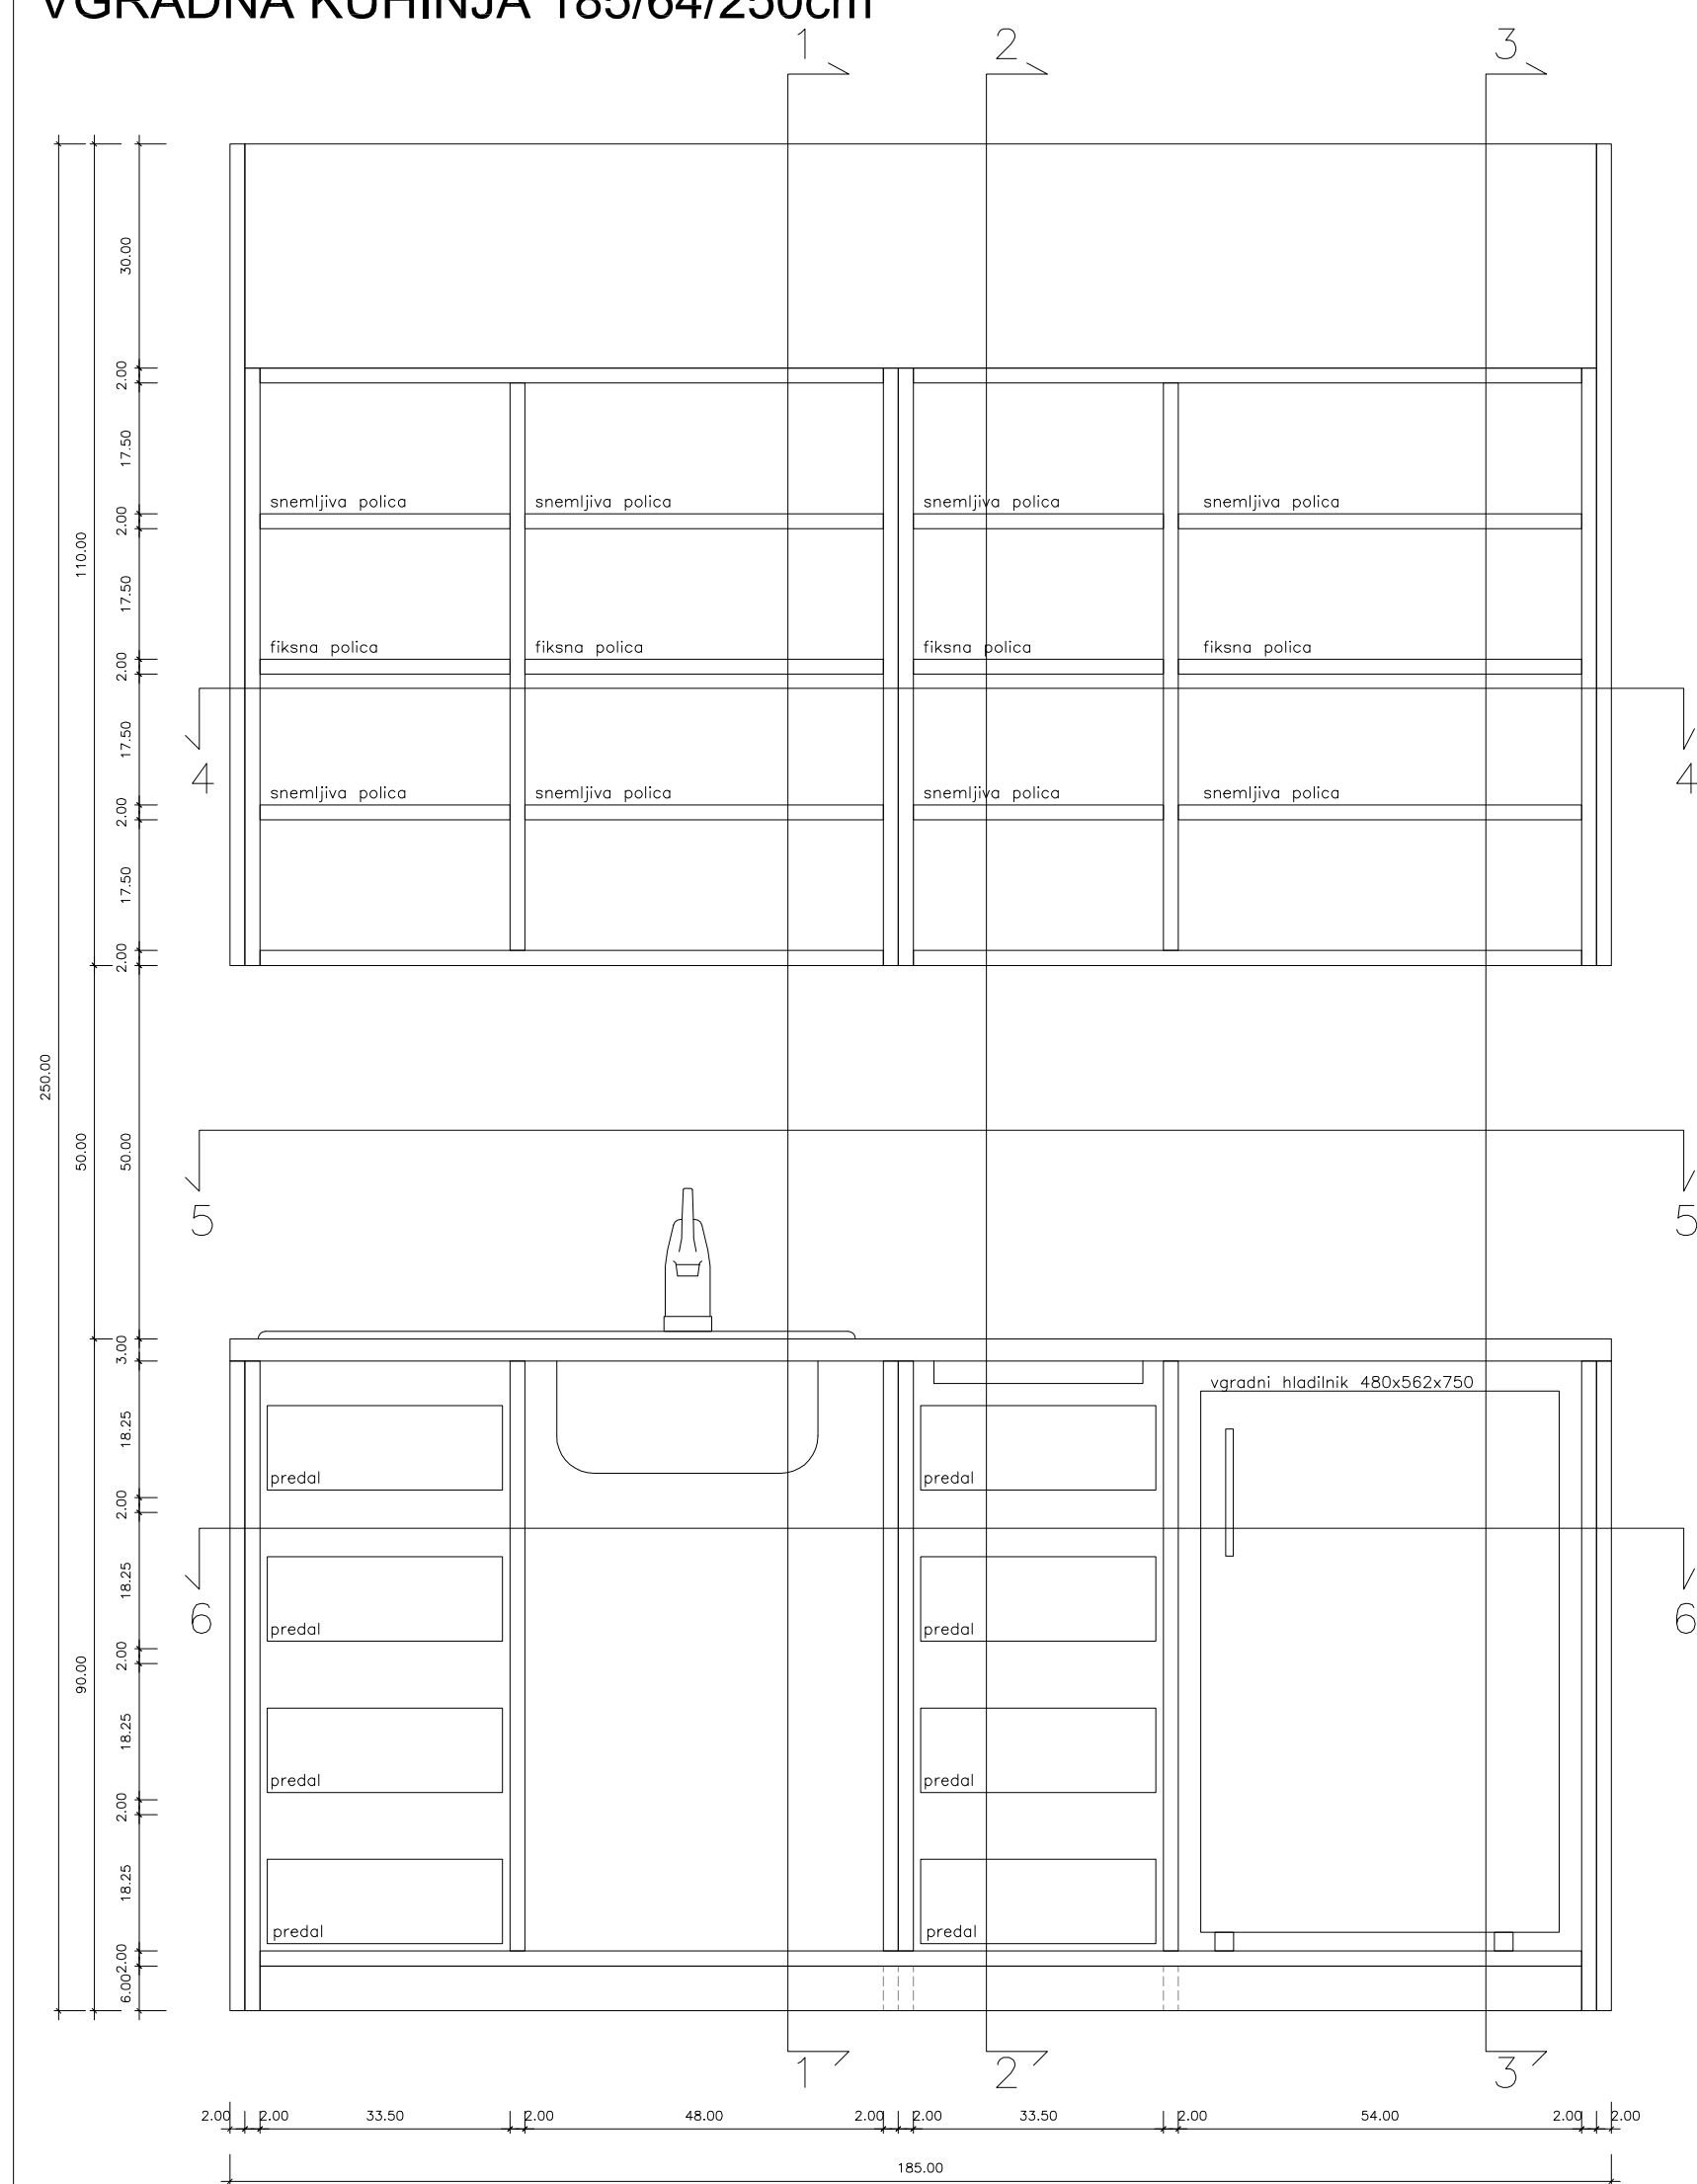 VGRADNA KUHINJA 185/64/250cm
1 2 3
30.00
2.00
17.50
snemljiva polica snemljiva polica snemljiva polica snemljiva polica
2.00
110.00
17.50
fiksna polica fiksna polica fiksna polica fiksna polica
2.00
17.50
4 4
snemljiva polica snemljiva polica snemljiva polica snemljiva polica
2.00
17.50
2.00
250.00
50.00 50.00
5 5
3.00
vgradni hladilnik 480x562x750
18.25
predal predal
2.00
18.25
6 6
predal predal
2.00
90.00
18.25
predal predal
2.00
18.25
predal predal
2.00
6.00
1 2 3
2.00 2.00 33.50 2.00 48.00 2.00 2.00 33.50 2.00 54.00 2.00 2.00
185.00